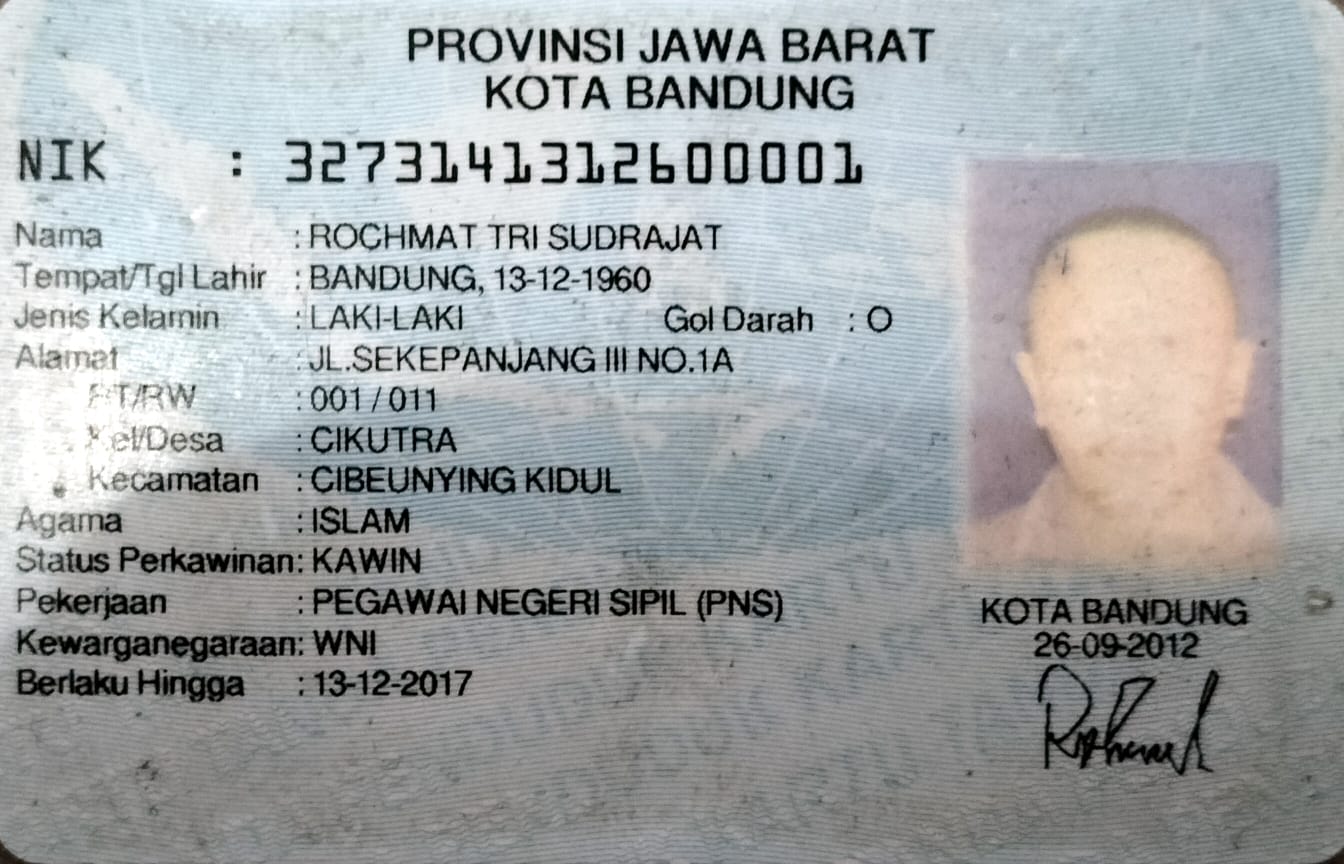 PROVINSI JAWA BARAT
KOTA BANDUNG
NIK : 3273141312600001
Nama : ROCHMAT TRI SUDRAJAT
Tempat/Tgl Lahir : BANDUNG, 13-12-1960
Jenis Kelamin : LAKI-LAKI Gol Darah : O
Alamat : JL.SEKEPANJANG III NO.1A
RT/RW : 001 / 011
Kel/Desa : CIKUTRA
Kecamatan : CIBEUNYING KIDUL
Agama : ISLAM
Status Perkawinan: KAWIN
Pekerjaan : PEGAWAI NEGERI SIPIL (PNS)
Kewarganegaraan: WNI
Berlaku Hingga : 13-12-2017
KOTA BANDUNG
26-09-2012